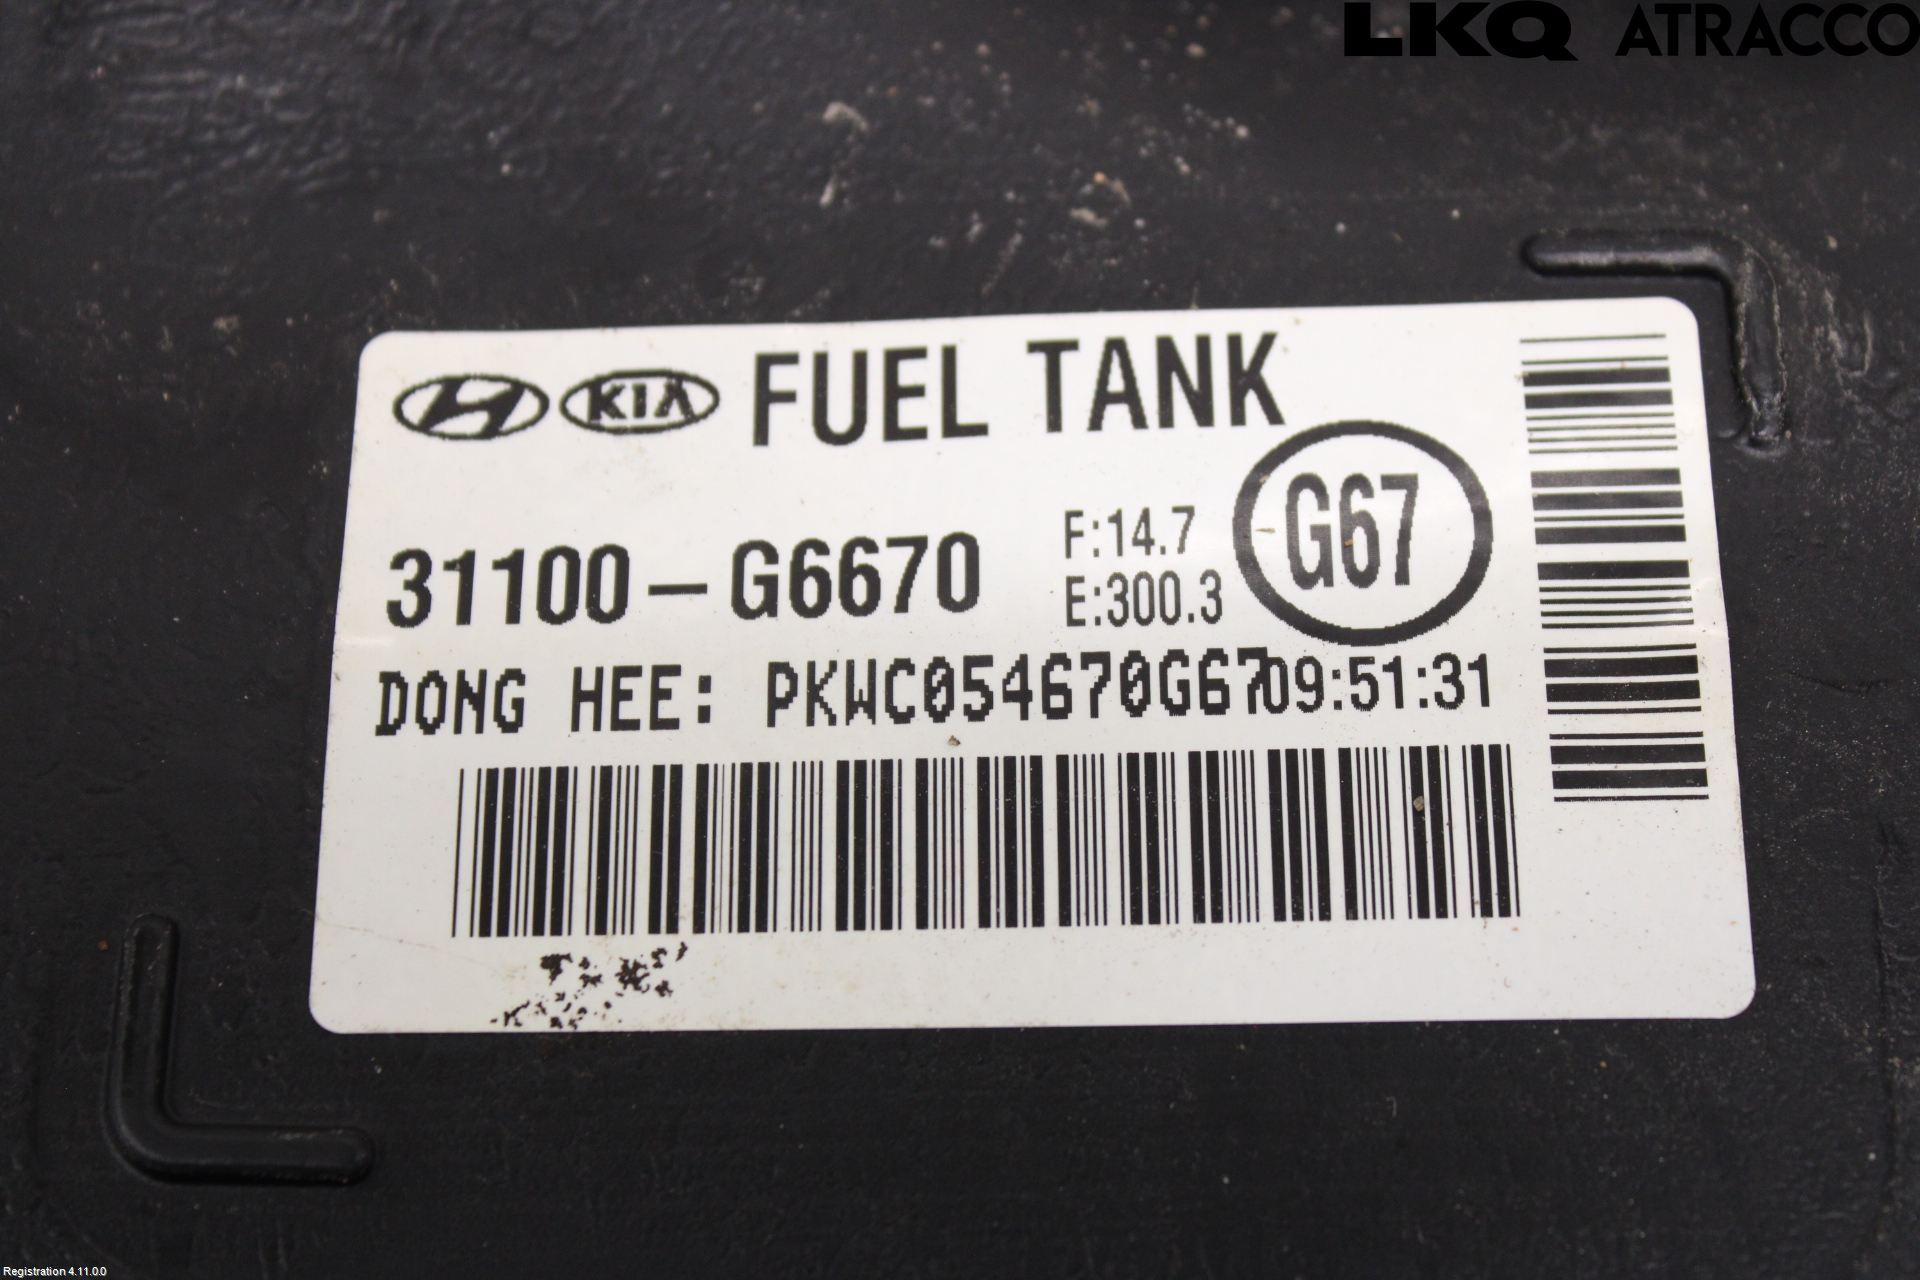 LKQ ATRACCO
KIA FUEL TANK
G67
31100-G6670
F:14.7
E:300.3
DONG HEE: PKWC054670G67 09:51:31
Registration 4.11.0.0